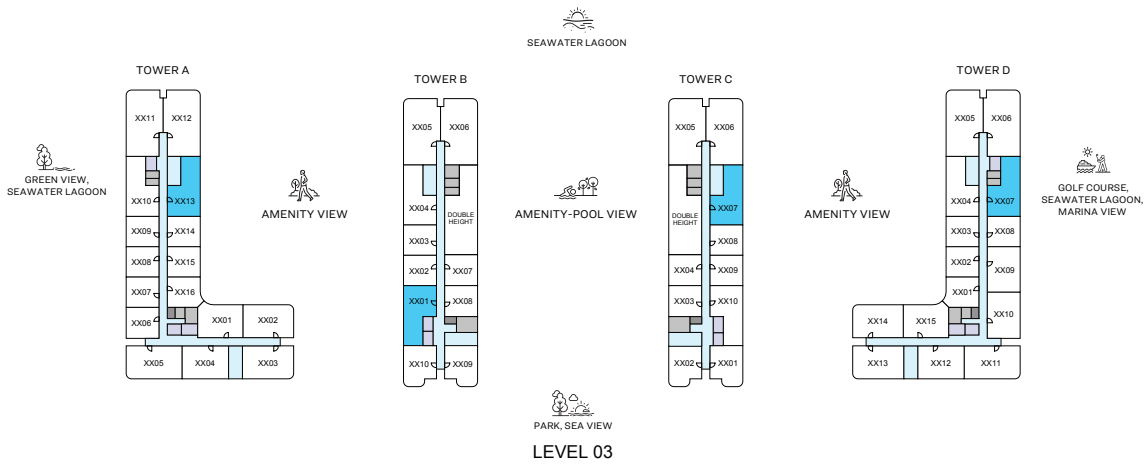 SEAWATER LAGOON
TOWER A
TOWER B
TOWER C
TOWER D
XX11 XX12
XX10 XX13
XX09 XX14
XX08 XX15
XX07 XX16
XX06 XX01 XX02
XX05 XX04 XX03
GREEN VIEW,
SEAWATER LAGOON
AMENITY VIEW
XX05 XX06
XX04
DOUBLE
HEIGHT
XX03
XX02 XX07
XX01 XX08
XX10 XX09
AMENITY-POOL VIEW
XX05 XX06
XX07
DOUBLE
HEIGHT
XX08
XX04 XX09
XX03 XX10
XX02 XX01
AMENITY VIEW
XX05 XX06
XX04 XX07
XX03 XX08
XX02 XX09
XX01
XX14 XX15 XX10
XX13 XX12 XX11
GOLF COURSE,
SEAWATER LAGOON,
MARINA VIEW
PARK, SEA VIEW
LEVEL 03